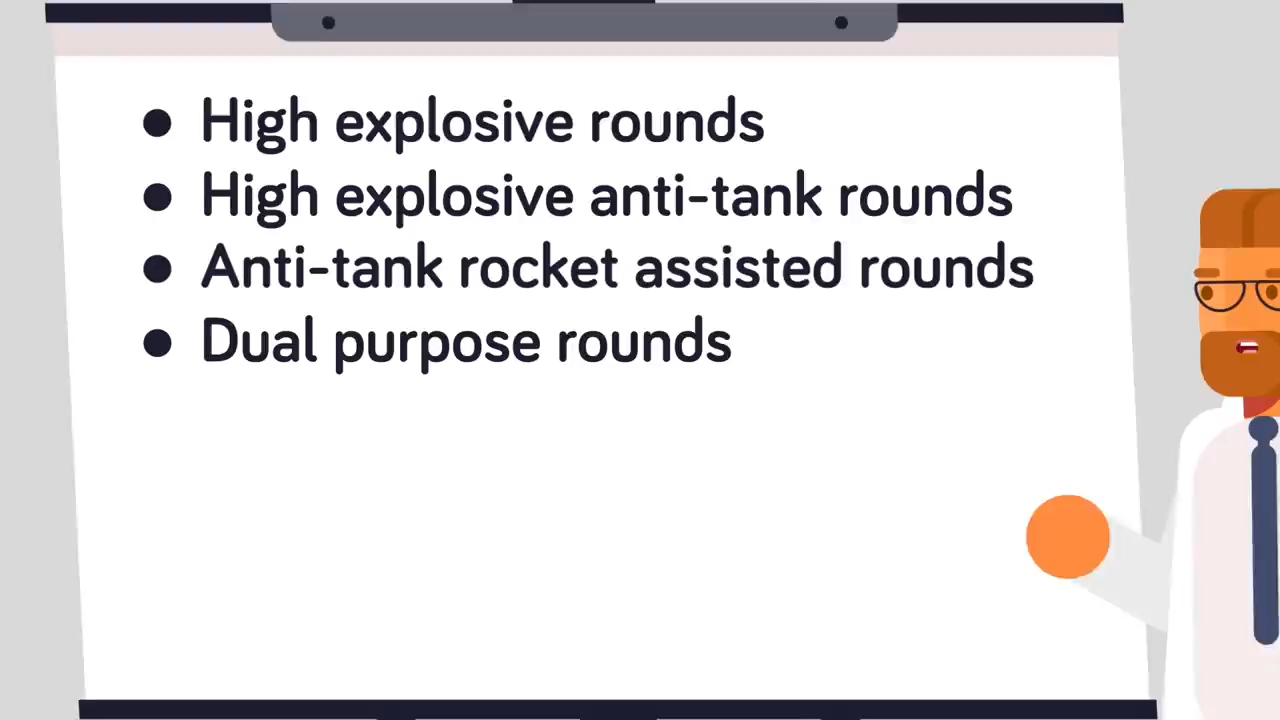 ● High explosive rounds
● High explosive anti-tank rounds
● Anti-tank rocket assisted rounds
● Dual purpose rounds